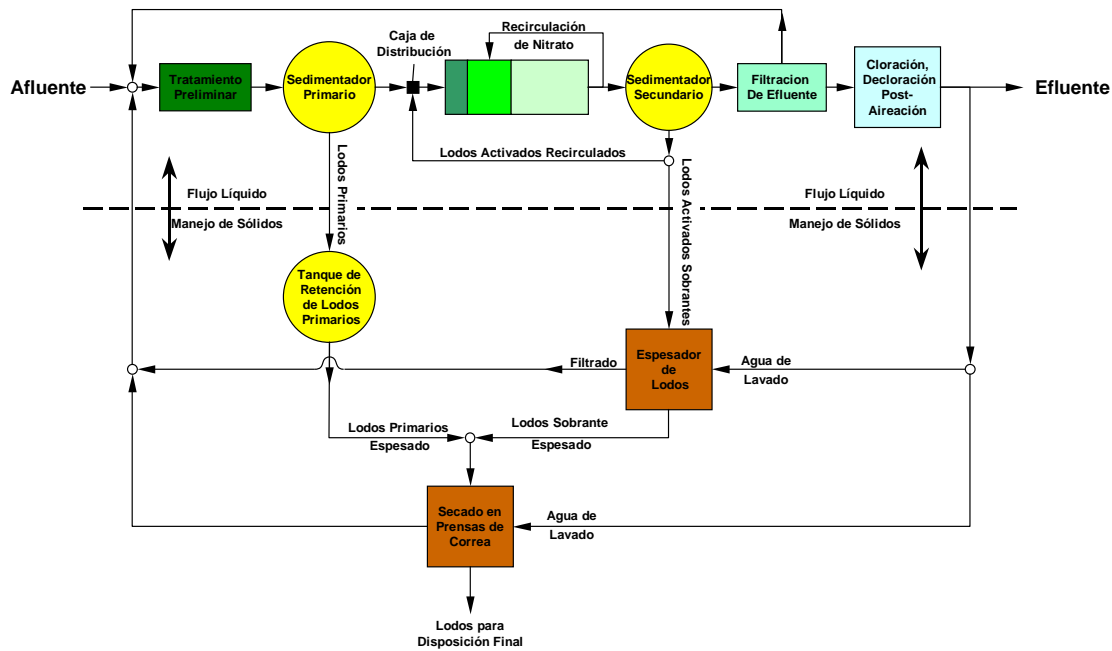 Recirculación
de Nitrato
Caja de
Distribución
Afluente
Tratamiento
Preliminar
Sedimentador
Primario
Sedimentador
Secundario
Filtracion
De Efluente
Cloración,
Decloración
Post-
Aireación
Efluente
Lodos Activados Recirculados
Lodos Primarios
Lodos Activados Sobrantes
Flujo Líquido
Manejo de Sólidos
Flujo Líquido
Manejo de Sólidos
Tanque de
Retención
de Lodos
Primarios
Filtrado
Espesador
de
Lodos
Agua de
Lavado
Lodos Primarios
Espesado
Lodos Sobrante
Espesado
Secado en
Prensas de
Correa
Agua de
Lavado
Lodos para
Disposición Final